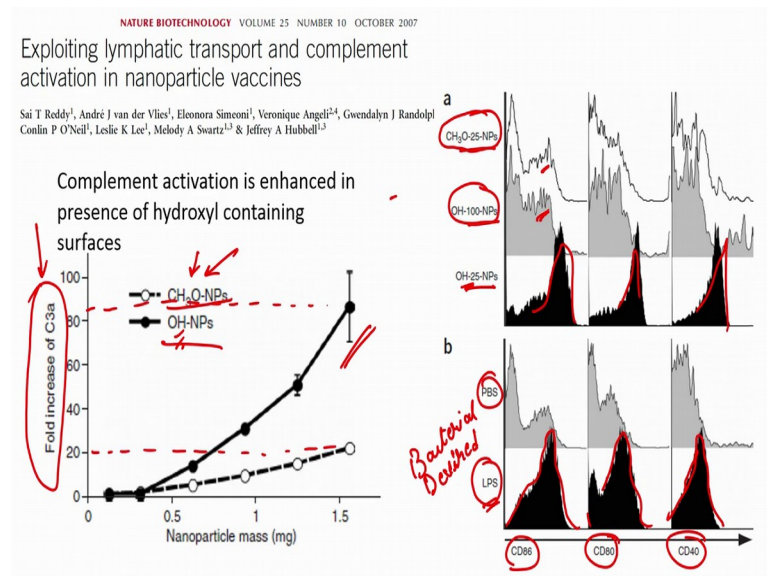 NATURE BIOTECHNOLOGY VOLUME 25 NUMBER 10 OCTOBER 2007
Exploiting lymphatic transport and complement
activation in nanoparticle vaccines
Sai T Reddy1, André J van der Vlies1, Eleonora Simeoni1, Veronique Angeli2,4, Gwendalyn J Randolpl
Conlin P O'Neil1, Leslie K Lee1, Melody A Swartz1,3 & Jeffrey A Hubbell1,3
Complement activation is enhanced in
presence of hydroxyl containing
surfaces
Fold increase of C3a
100
80
60
40
20
0
CH3O-NPs
OH-NPs
0 0.5 1 1.5
Nanoparticle mass (mg)
a
CH3O-25-NPs
OH-100-NPs
OH-25-NPs
b
PBS
Bacterial
LPS
CD86 CD80 CD40